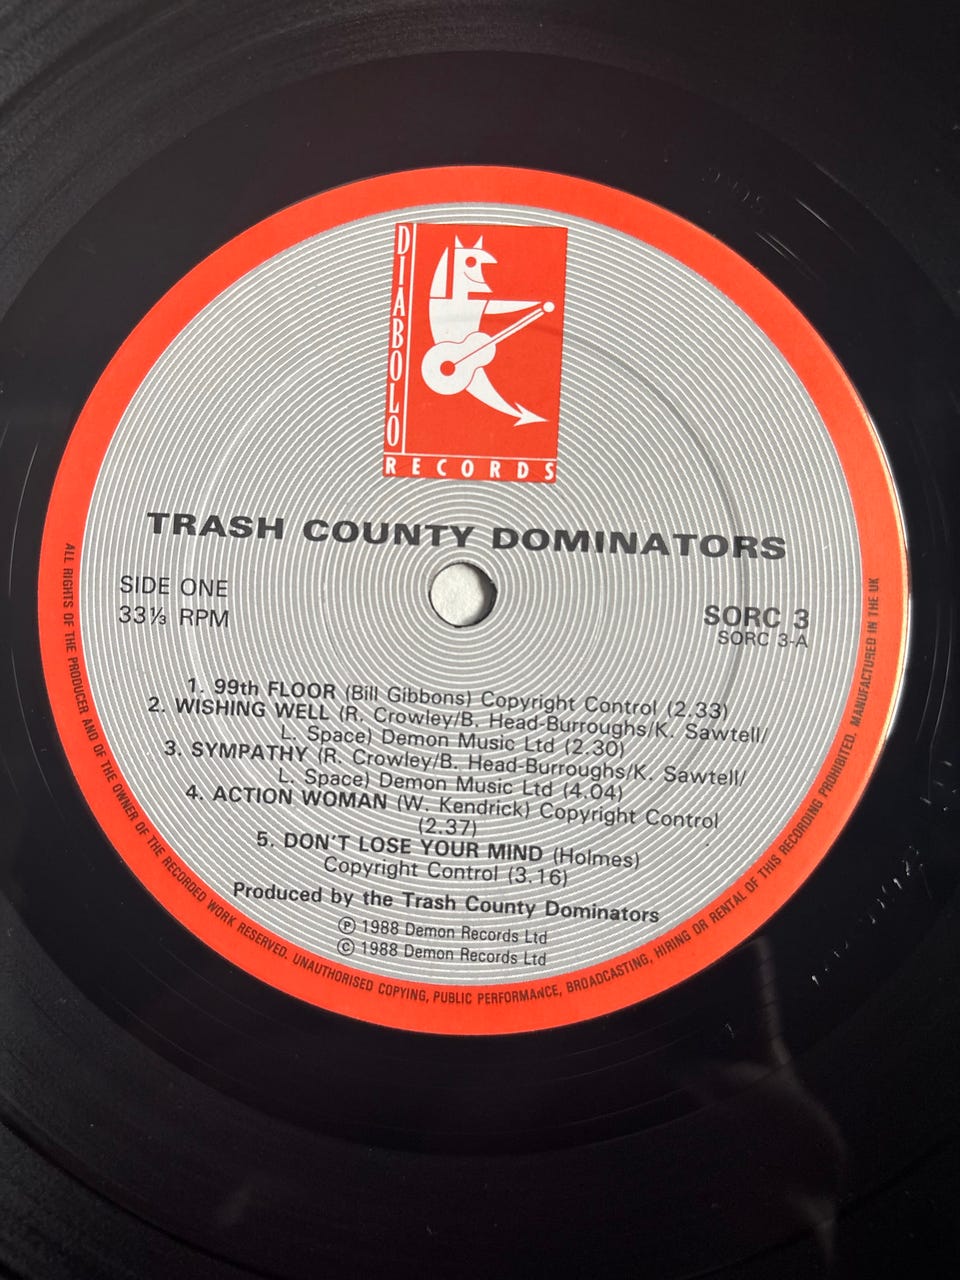 DIABOLO
RECORDS
TRASH COUNTY DOMINATORS
SIDE ONE
33⅓ RPM
SORC 3
SORC 3-A
1. 99th FLOOR (Bill Gibbons) Copyright Control (2.33)
2. WISHING WELL (R. Crowley/B. Head-Burroughs/K. Sawtell/
L. Space) Demon Music Ltd (2.30)
3. SYMPATHY (R. Crowley/B. Head-Burroughs/K. Sawtell/
L. Space) Demon Music Ltd (4.04)
4. ACTION WOMAN (W. Kendrick) Copyright Control
(2.37)
5. DON'T LOSE YOUR MIND (Holmes)
Copyright Control (3.16)
Produced by the Trash County Dominators
℗ 1988 Demon Records Ltd
© 1988 Demon Records Ltd
ALL RIGHTS OF THE PRODUCER AND OF THE OWNER OF THE RECORDED WORK RESERVED. UNAUTHORISED COPYING, PUBLIC PERFORMANCE, BROADCASTING, HIRING OR RENTAL OF THIS RECORDING PROHIBITED. MANUFACTURED IN THE UK